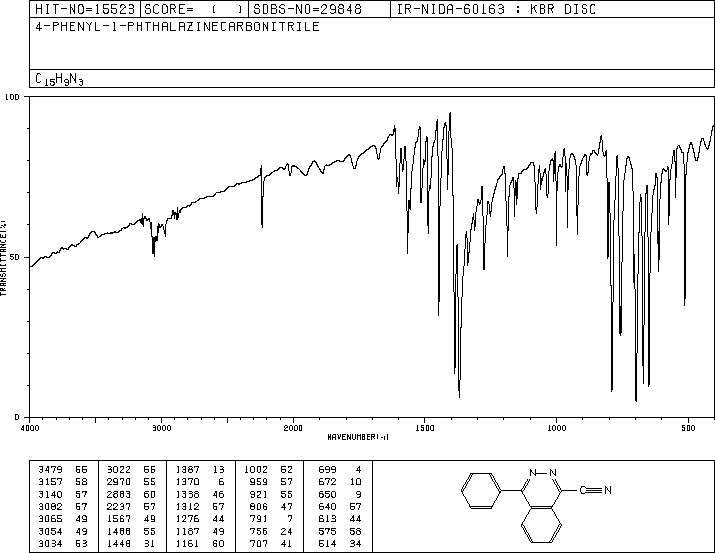 HIT-NO=15523 SCORE= ( ) SDBS-NO=29848 IR-NIDA-60163 : KBR DISC
4-PHENYL-1-PHTHALAZINECARBONITRILE
C15H9N3
100
50
0
TRANSMITTANCE(%)
4000 3000 2000 1500 1000 500
WAVENUMBER(-1)
3479 55 3022 55 1387 13 1002 52 699 4
3157 58 2970 55 1370 6 959 57 672 10
3140 57 2883 60 1338 46 921 55 650 9
3082 57 2237 57 1312 57 806 47 640 57
3065 49 1567 49 1276 44 791 7 613 44
3054 49 1488 55 1187 49 756 24 575 58
3034 53 1448 31 1161 60 707 41 514 34
N N
C N